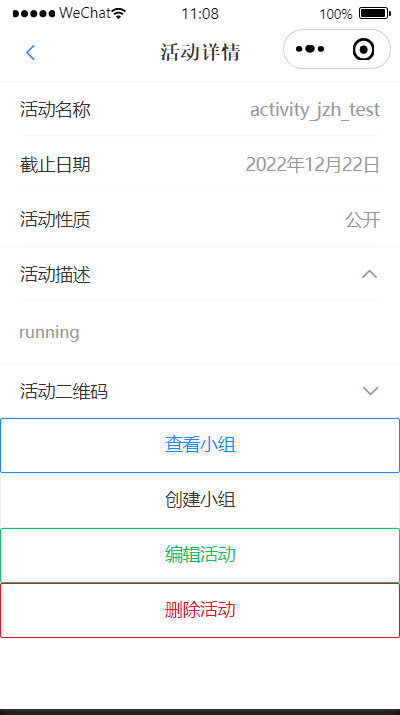 WeChat 11:08 100%
活动详情
活动名称 activity_jzh_test
截止日期 2022年12月22日
活动性质 公开
活动描述
running
活动二维码
查看小组
创建小组
编辑活动
删除活动